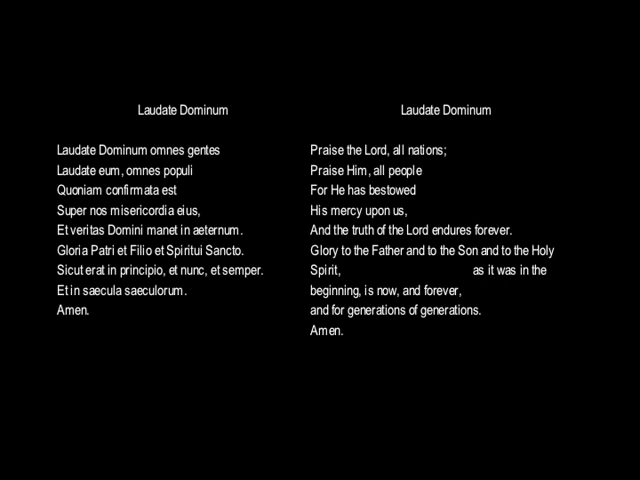 Laudate Dominum
Laudate Dominum omnes gentes
Laudate eum, omnes populi
Quoniam confirmata est
Super nos misericordia eius,
Et veritas Domini manet in aeternum.
Gloria Patri et Filio et Spiritui Sancto.
Sicut erat in principio, et nunc, et semper.
Et in saecula saeculorum.
Amen.
Laudate Dominum
Praise the Lord, all nations;
Praise Him, all people
For He has bestowed
His mercy upon us,
And the truth of the Lord endures forever.
Glory to the Father and to the Son and to the Holy
Spirit, as it was in the
beginning, is now, and forever,
and for generations of generations.
Amen.